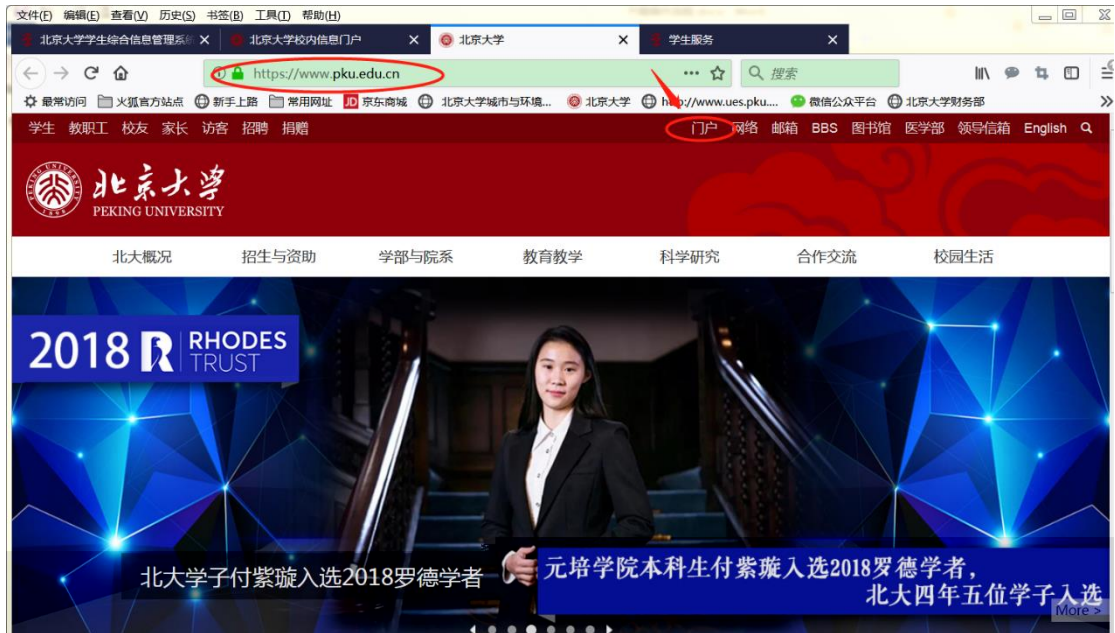 文件(F) 编辑(E) 查看(V) 历史(S) 书签(B) 工具(T) 帮助(H)
北京大学学生综合信息管理系统
北京大学校内信息门户
北京大学
学生服务
https://www.pku.edu.cn
搜索
最常访问 火狐官方站点 新手上路 常用网址 JD 京东商城 北京大学城市与环境... 北京大学 http://www.ues.pku.... 微信公众平台 北京大学财务部
学生 教职工 校友 家长 访客 招聘 捐赠 门户 网络 邮箱 BBS 图书馆 医学部 领导信箱 English
北京大学
PEKING UNIVERSITY
1898
北大概况 招生与资助 学部与院系 教育教学 科学研究 合作交流 校园生活
2018 R RHODES
TRUST
北大学子付紫璇入选2018罗德学者
元培学院本科生付紫璇入选2018罗德学者,
北大四年五位学子入选
More >